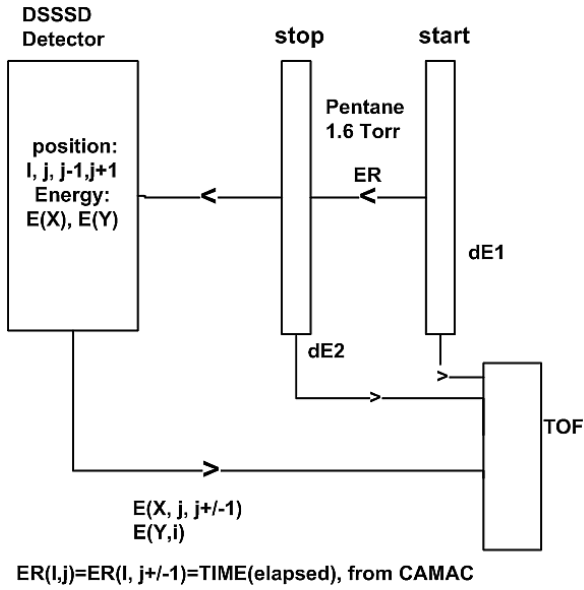 DSSSD
Detector
stop
start
Pentane
1.6 Torr
position:
I, j, j-1,j+1
Energy:
E(X), E(Y)
ER
dE1
dE2
TOF
E(X, j, j+/-1)
E(Y,i)
ER(I,j)=ER(I, j+/-1)=TIME(elapsed), from CAMAC